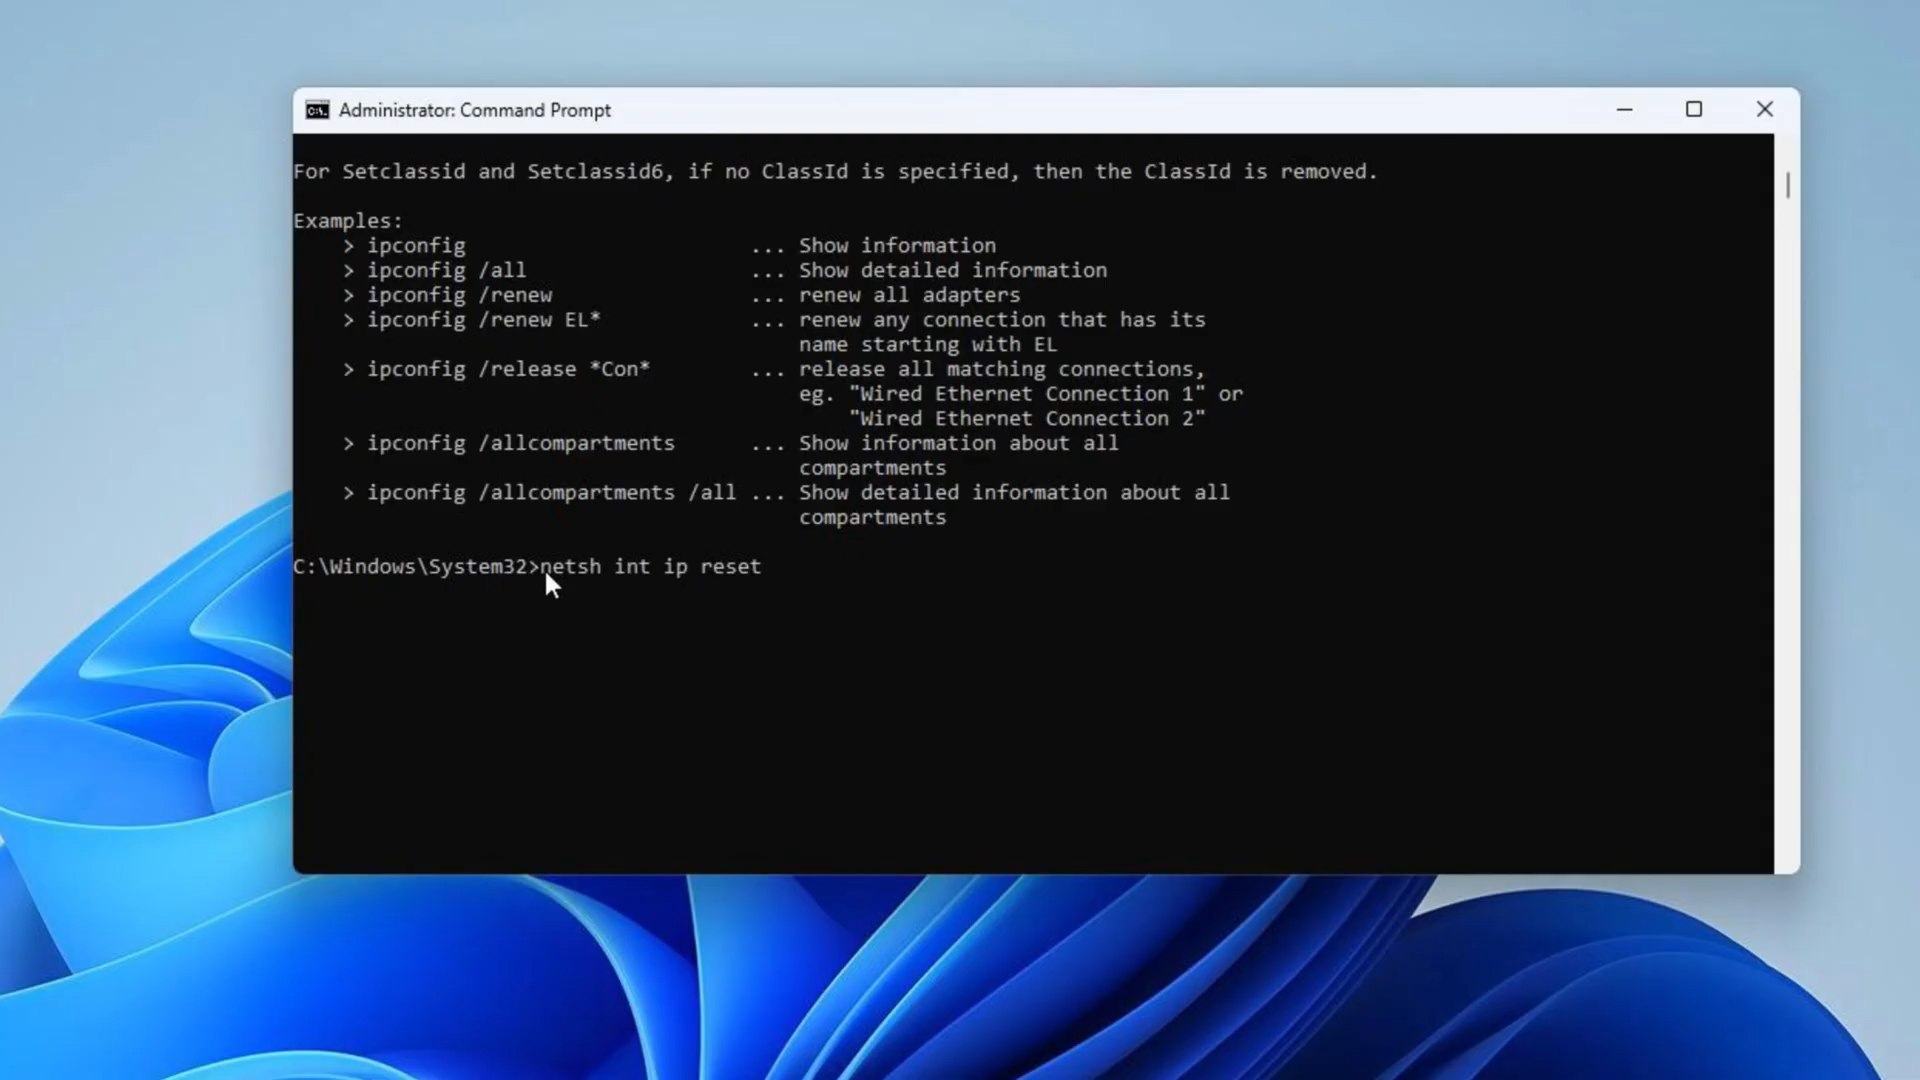 Administrator: Command Prompt
For Setclassid and Setclassid6, if no ClassId is specified, then the ClassId is removed.
Examples:
> ipconfig ... Show information
> ipconfig /all ... Show detailed information
> ipconfig /renew ... renew all adapters
> ipconfig /renew EL* ... renew any connection that has its
name starting with EL
> ipconfig /release *Con* ... release all matching connections,
eg. "Wired Ethernet Connection 1" or
"Wired Ethernet Connection 2"
> ipconfig /allcompartments ... Show information about all
compartments
> ipconfig /allcompartments /all ... Show detailed information about all
compartments
C:\Windows\System32>netsh int ip reset